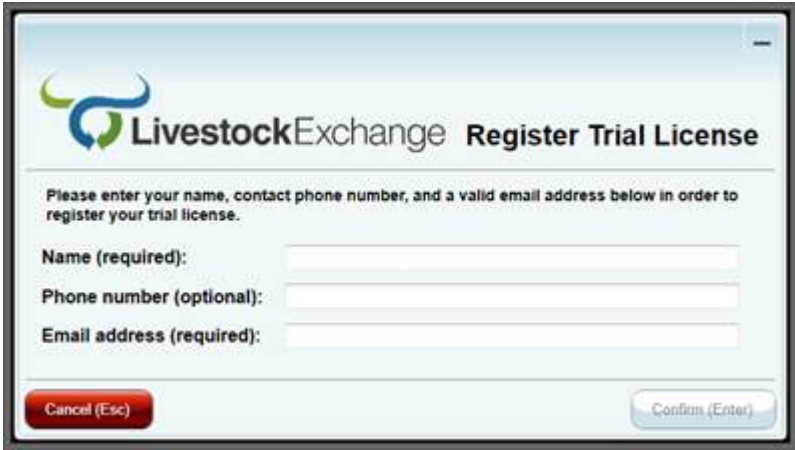 LivestockExchange Register Trial License
Please enter your name, contact phone number, and a valid email address below in order to
register your trial license.
Name (required):
Phone number (optional):
Email address (required):
Cancel (Esc)
Confirm (Enter)